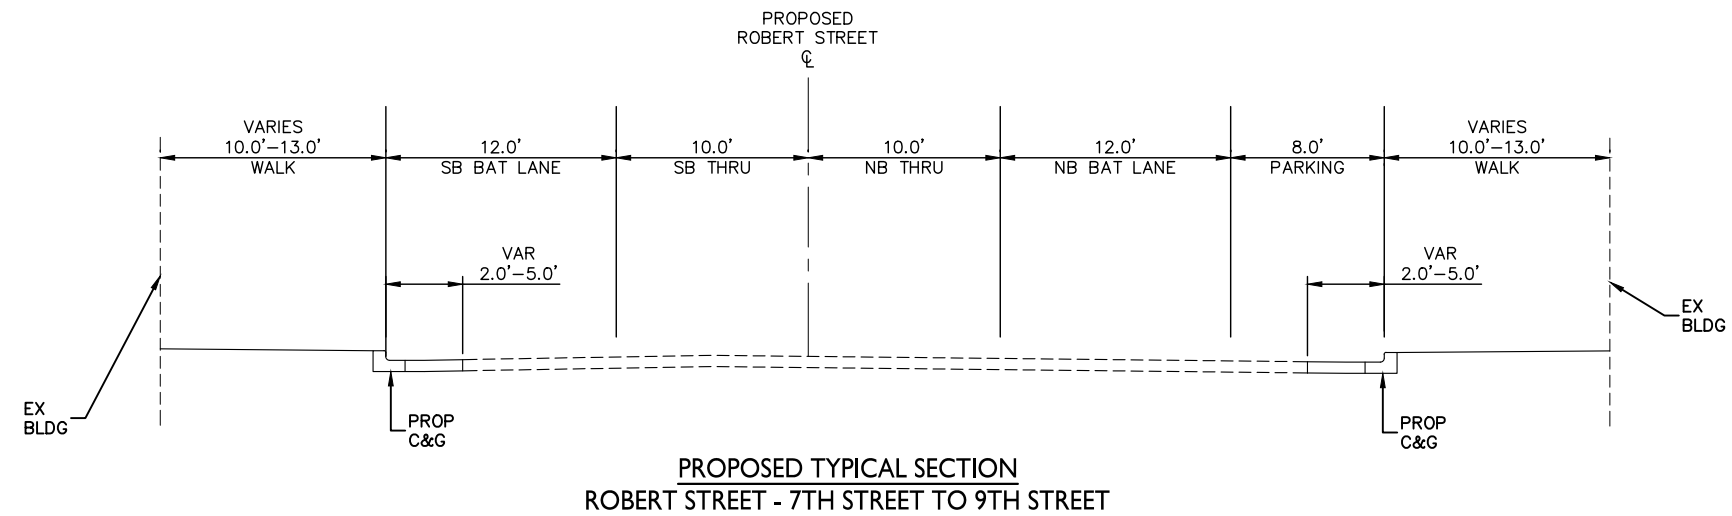 PROPOSED
ROBERT STREET
℄
VARIES
10.0'-13.0'
WALK
12.0'
SB BAT LANE
10.0'
SB THRU
10.0'
NB THRU
12.0'
NB BAT LANE
8.0'
PARKING
VARIES
10.0'-13.0'
WALK
VAR
2.0'-5.0'
VAR
2.0'-5.0'
EX
BLDG
EX
BLDG
PROP
C&G
PROP
C&G
PROPOSED TYPICAL SECTION
ROBERT STREET - 7TH STREET TO 9TH STREET